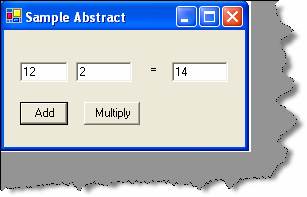 Sample Abstract
12 2 = 14
Add Multiply